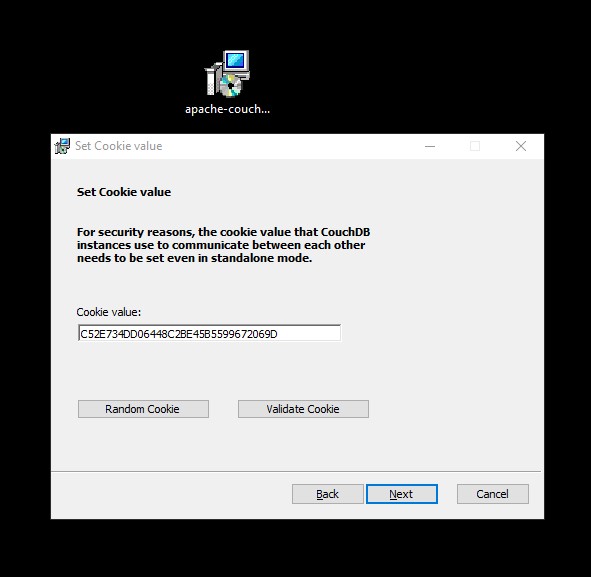 apache-couch...
Set Cookie value
Set Cookie value
For security reasons, the cookie value that CouchDB
instances use to communicate between each other
needs to be set even in standalone mode.
Cookie value:
C52E734DD06448C2BE45B5599672069D
Random Cookie Validate Cookie
Back Next Cancel